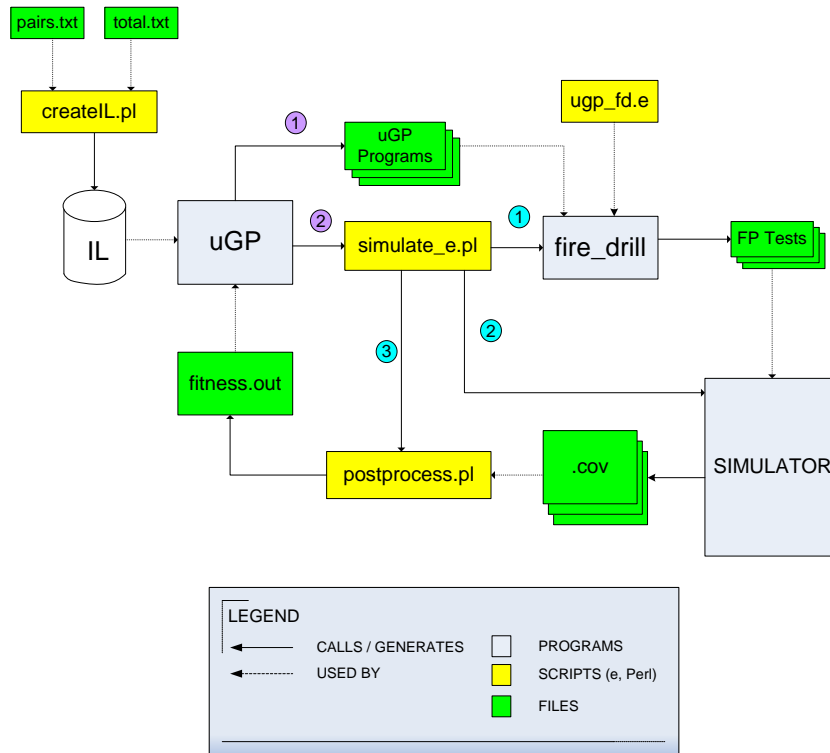 pairs.txt
total.txt
createIL.pl
ugp_fd.e
1
uGP
Programs
IL
uGP
2
simulate_e.pl
1
fire_drill
FP Tests
3
2
fitness.out
SIMULATOR
postprocess.pl
.cov
LEGEND
CALLS / GENERATES
PROGRAMS
USED BY
SCRIPTS (e, Perl)
FILES